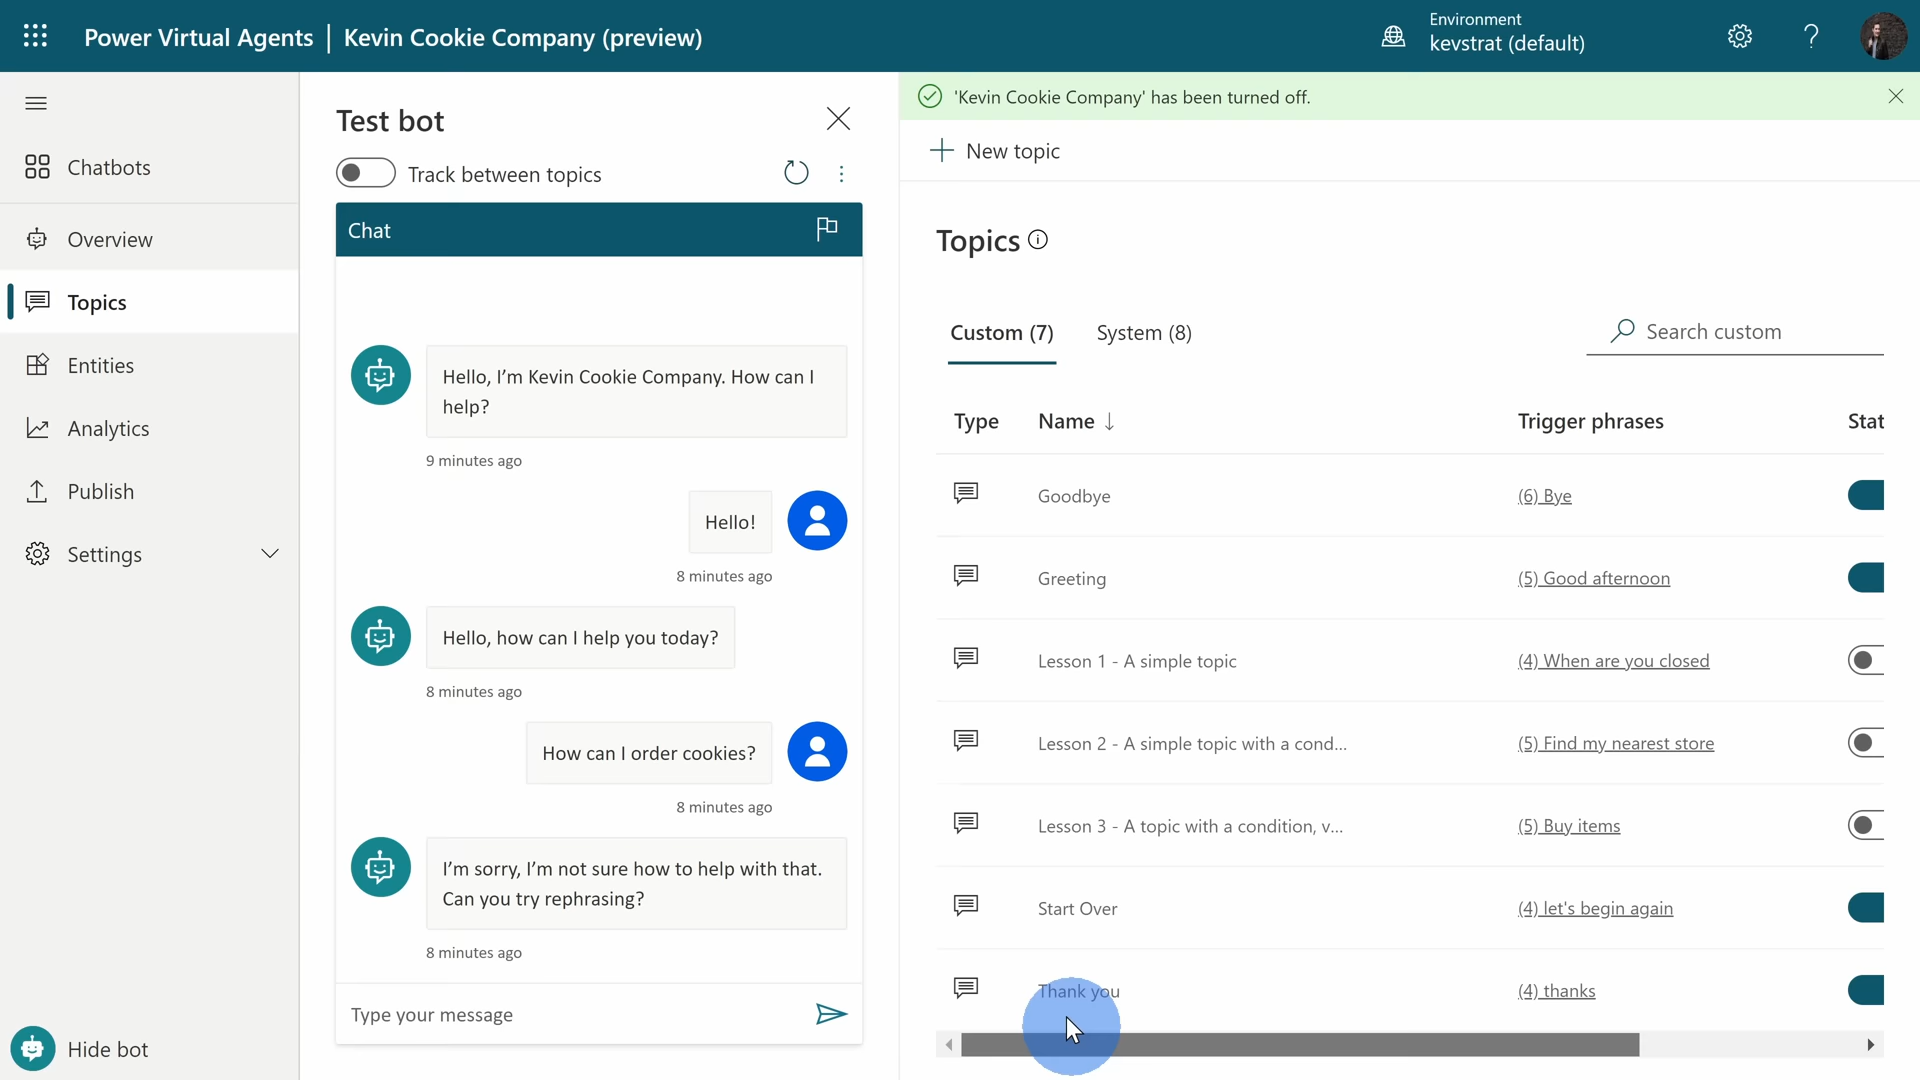 Power Virtual Agents | Kevin Cookie Company (preview)
Environment
kevstrat (default)
Chatbots
Overview
Topics
Entities
Analytics
Publish
Settings
Hide bot
Test bot
Track between topics
Chat
Hello, I'm Kevin Cookie Company. How can I
help?
9 minutes ago
Hello!
8 minutes ago
Hello, how can I help you today?
8 minutes ago
How can I order cookies?
8 minutes ago
I'm sorry, I'm not sure how to help with that.
Can you try rephrasing?
8 minutes ago
Type your message
'Kevin Cookie Company' has been turned off.
New topic
Topics
Custom (7) System (8)
Search custom
Type Name ↓ Trigger phrases Stat
Goodbye (6) Bye
Greeting (5) Good afternoon
Lesson 1 - A simple topic (4) When are you closed
Lesson 2 - A simple topic with a cond... (5) Find my nearest store
Lesson 3 - A topic with a condition, v... (5) Buy items
Start Over (4) let's begin again
Thank you (4) thanks